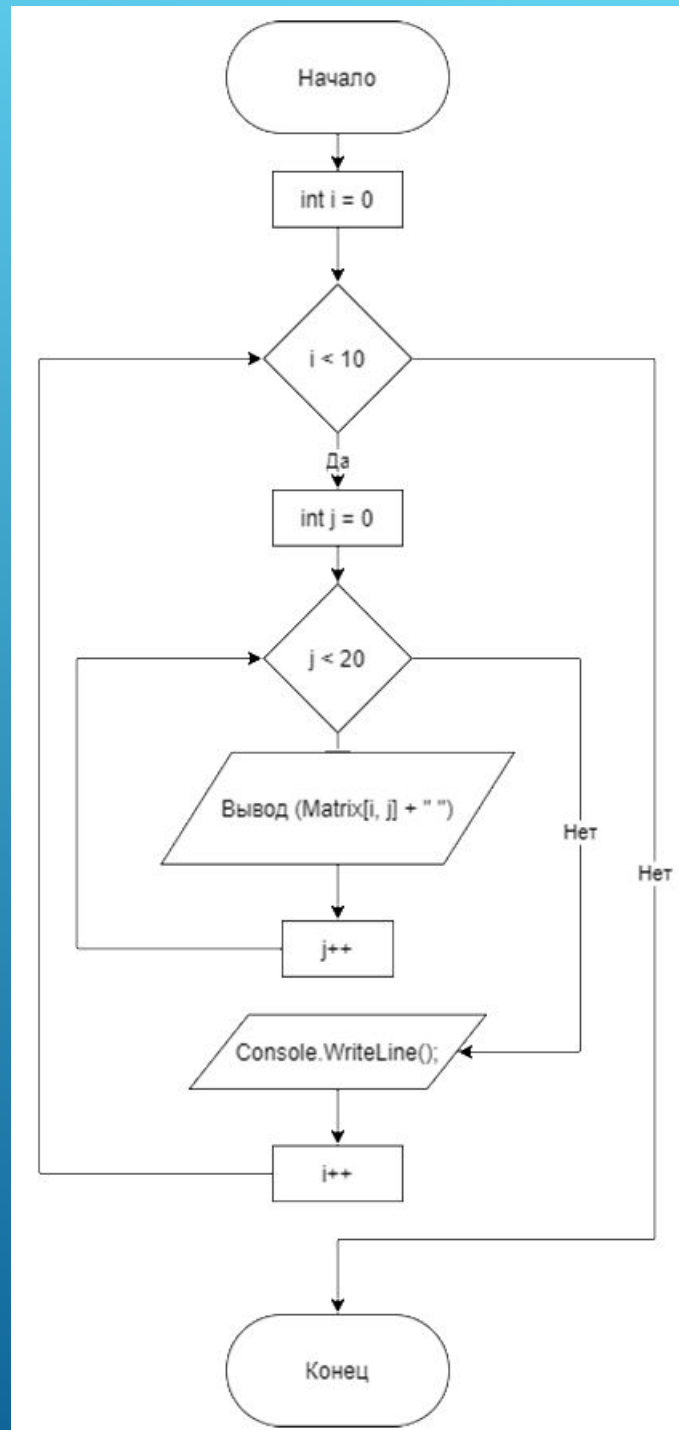 Начало
int i = 0
i < 10
Да
int j = 0
j < 20
Вывод (Matrix[i, j] + " ")
Нет
Нет
j++
Console.WriteLine();
i++
Конец